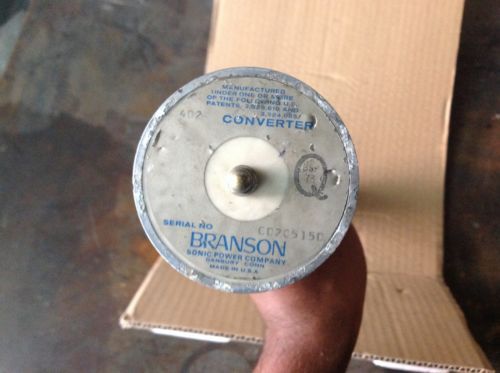 MANUFACTURED
UNDER ONE OR MORE
OF THE FOLLOWING U.S.
PATENTS, AND
402
CONVERTER
Q
SERIAL NO
BRANSON
SONIC POWER COMPANY
DANBURY CONN
MADE IN U.S.A